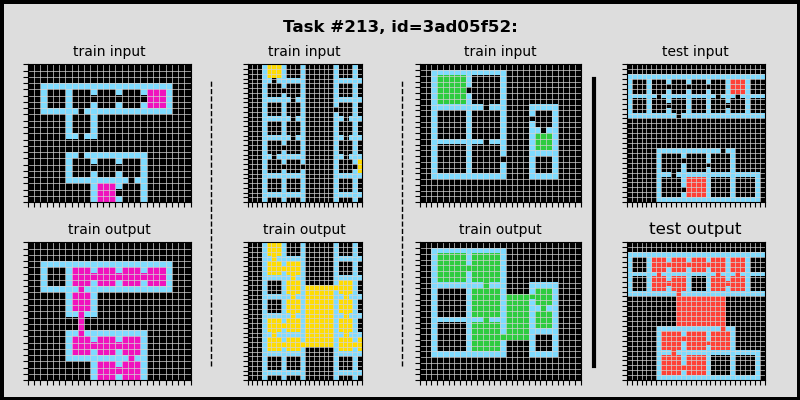 Task #213, id=3ad05f52:
train input train input train input test input
train output train output train output test output